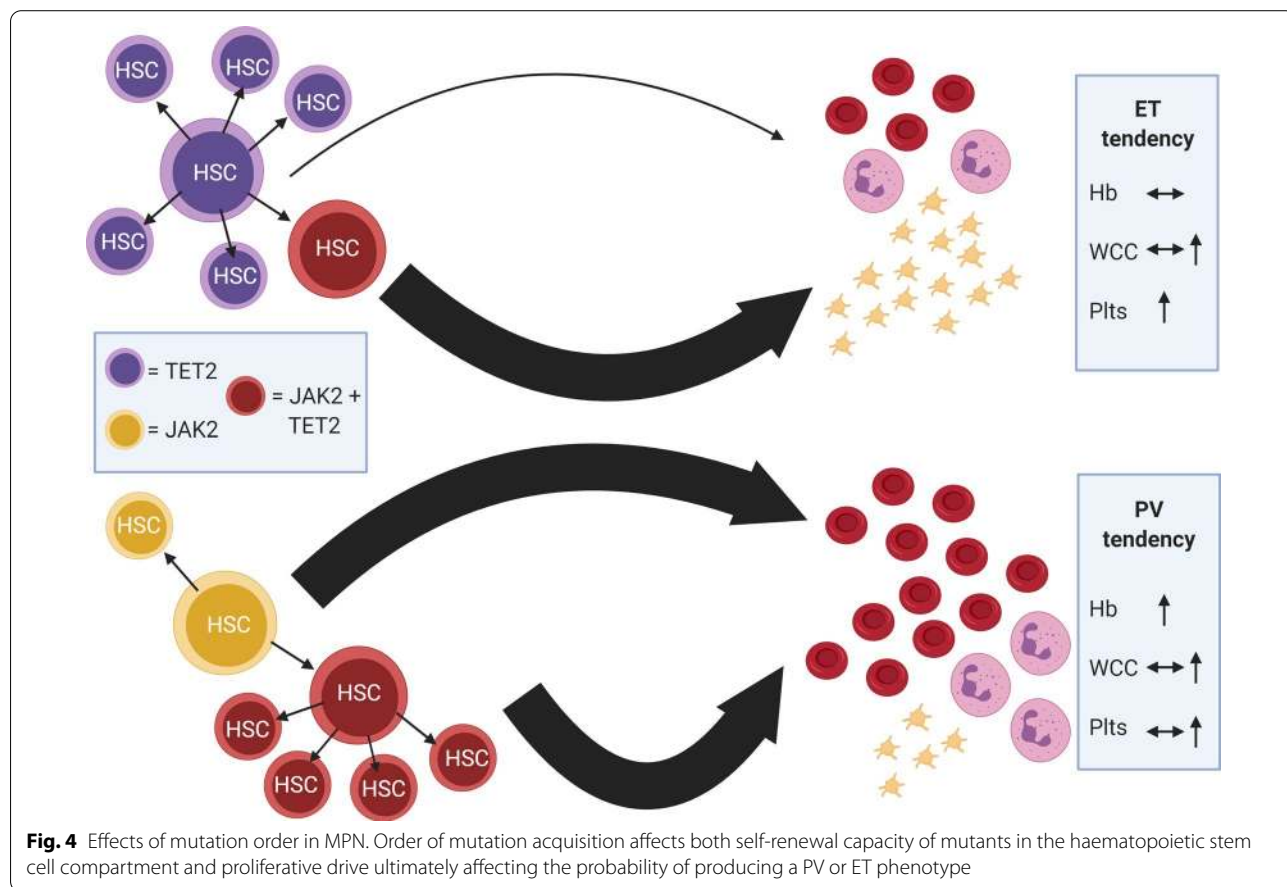 HSC
HSC
HSC
HSC
HSC
HSC
HSC
ET
tendency
Hb ↔
WCC ↔ ↑
Plts ↑
= TET2
= JAK2
= JAK2 +
TET2
HSC
HSC
HSC
HSC
HSC
HSC
HSC
PV
tendency
Hb ↑
WCC ↔ ↑
Plts ↔ ↑
Fig. 4 Effects of mutation order in MPN. Order of mutation acquisition affects both self-renewal capacity of mutants in the haematopoietic stem
cell compartment and proliferative drive ultimately affecting the probability of producing a PV or ET phenotype